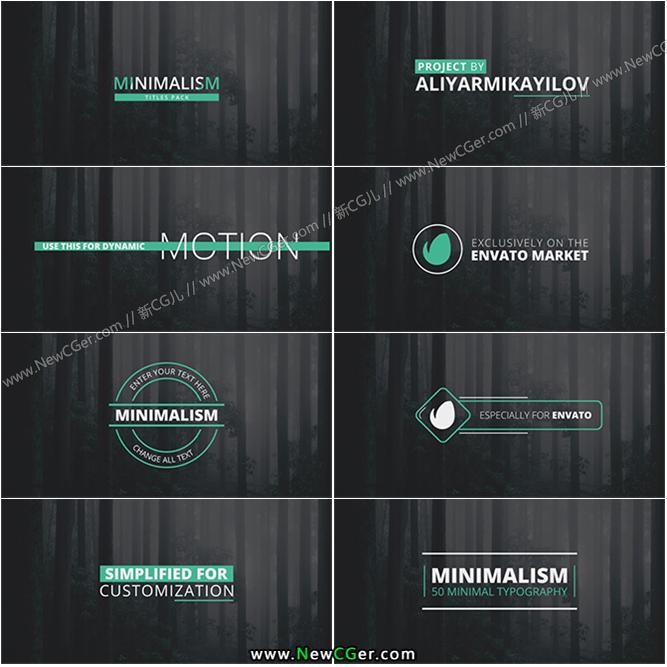 MINIMALISM
TITLES PACK
PROJECT BY
ALIYARMIKAYILOV
USE THIS FOR DYNAMIC MOTION
EXCLUSIVELY ON THE
ENVATO MARKET
ENTER YOUR TEXT HERE
MINIMALISM
CHANGE ALL TEXT
ESPECIALLY FOR ENVATO
SIMPLIFIED FOR
CUSTOMIZATION
MINIMALISM
50 MINIMAL TYPOGRAPHY
www.NewCGer.com // 新CG儿 // www.NewCGer.com // 新CG儿 // www.NewCGer.com // 新CG儿 // www.NewCGer.com
www.NewCGer.com